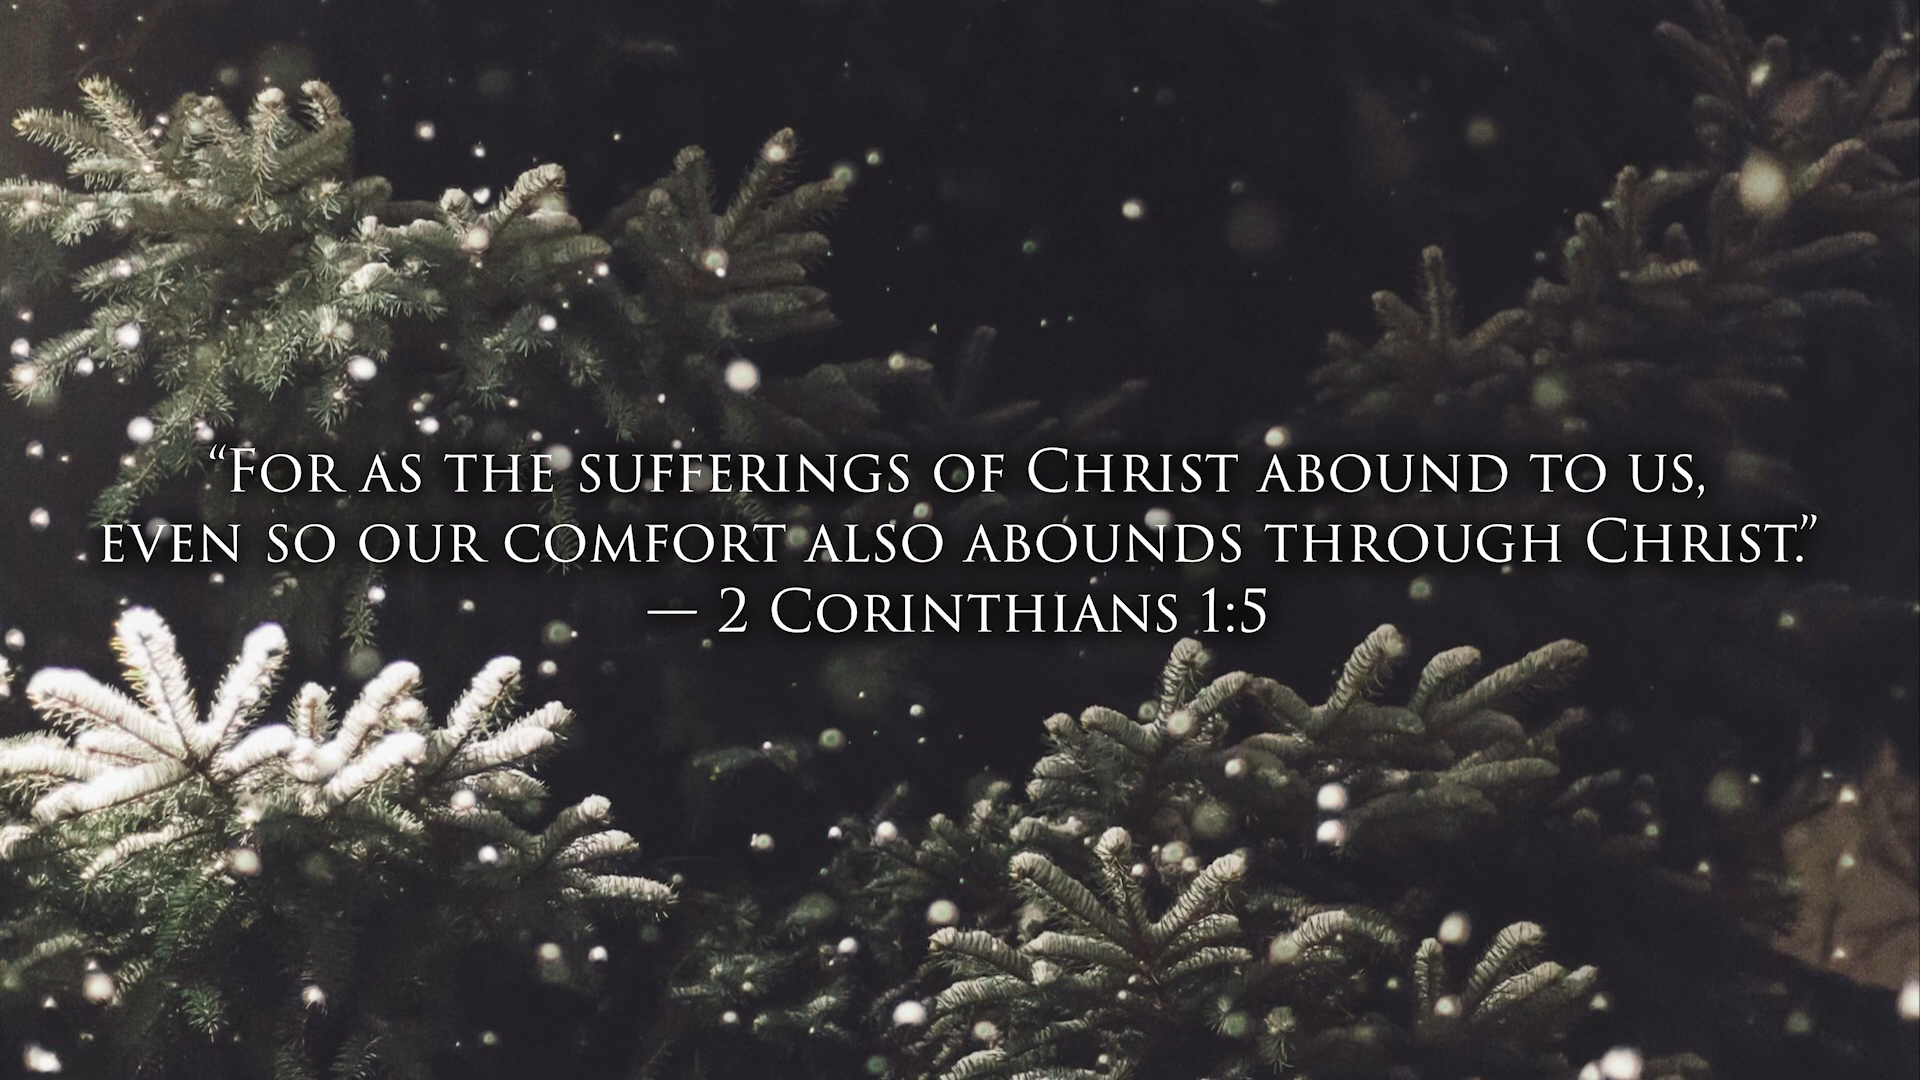 “For as the sufferings of Christ abound to us,
even so our comfort also abounds through Christ.”
— 2 Corinthians 1:5